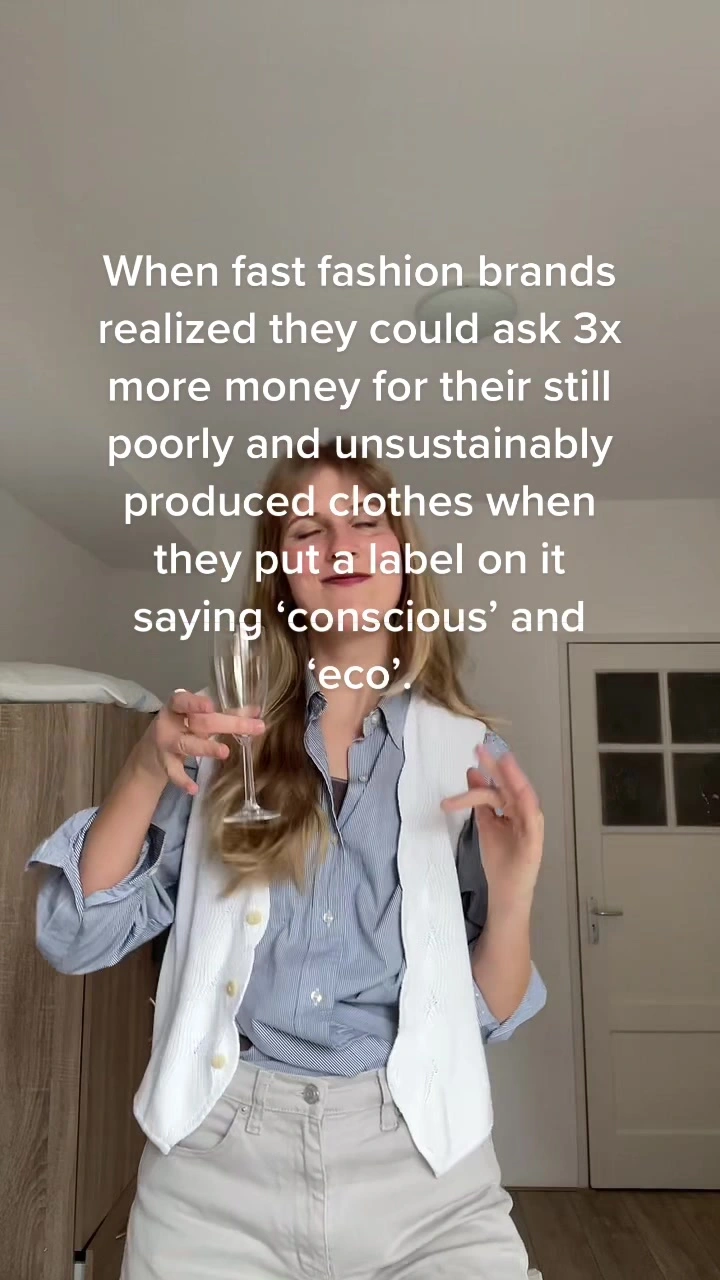 When fast fashion brands
realized they could ask 3x
more money for their still
poorly and unsustainably
produced clothes when
they put a label on it
saying ‘conscious’ and
‘eco’.